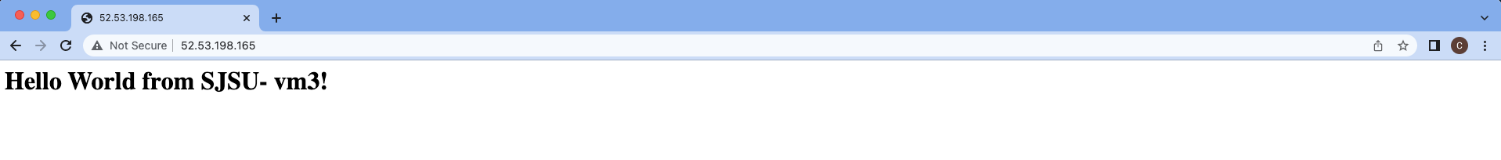 52.53.198.165
Not Secure 52.53.198.165
C
Hello World from SJSU- vm3!